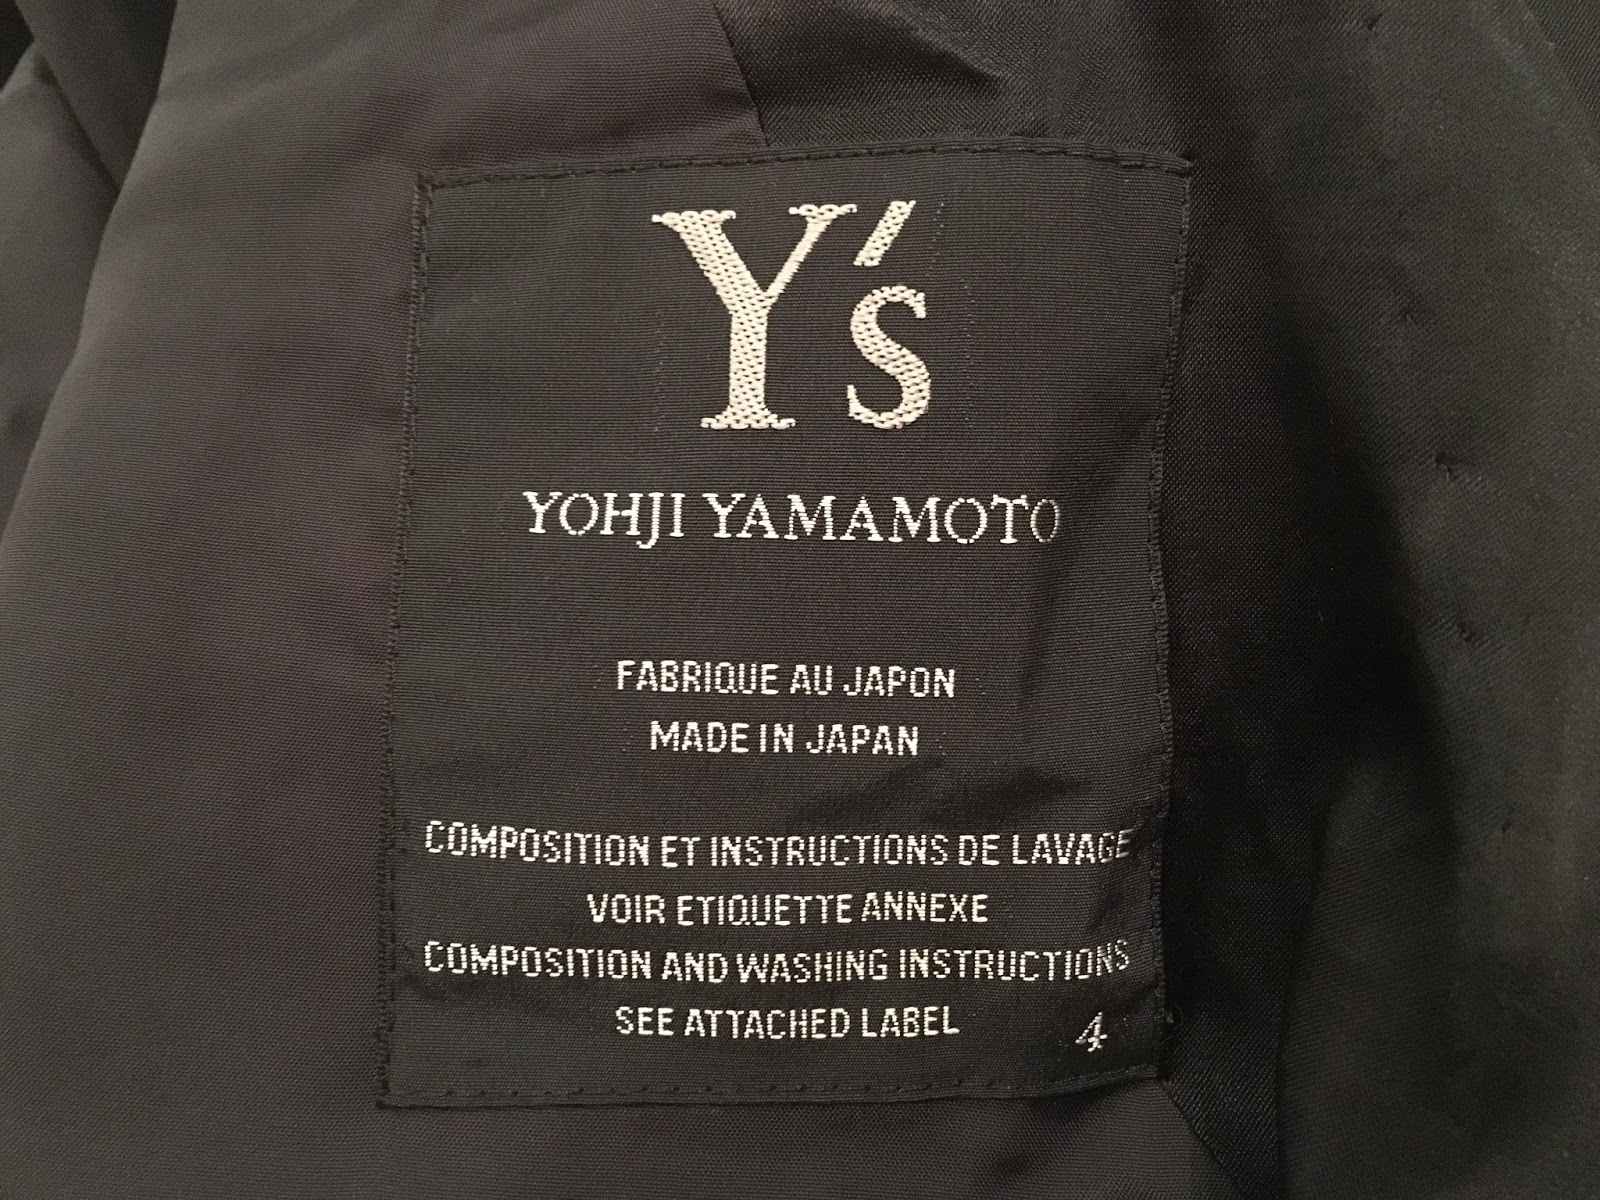 Y's
YOHJI YAMAMOTO
FABRIQUE AU JAPON
MADE IN JAPAN
COMPOSITION ET INSTRUCTIONS DE LAVAGE
VOIR ETIQUETTE ANNEXE
COMPOSITION AND WASHING INSTRUCTIONS
SEE ATTACHED LABEL
4